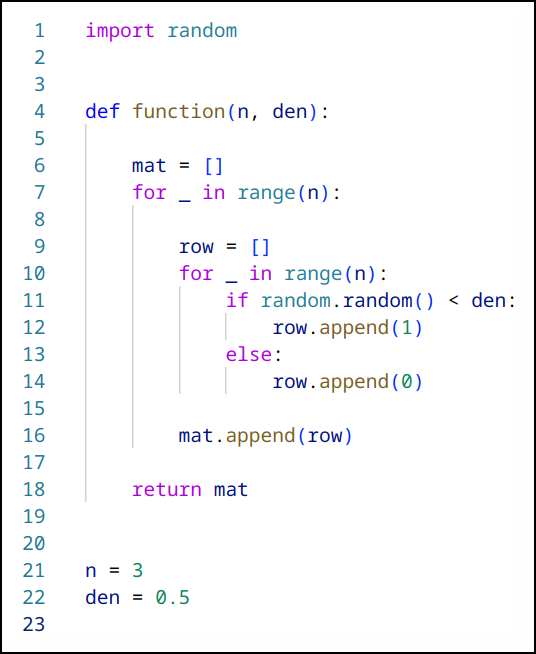 1 import random
2
3
4 def function(n, den):
5
6     mat = []
7     for _ in range(n):
8
9         row = []
10         for _ in range(n):
11             if random.random() < den:
12                 row.append(1)
13             else:
14                 row.append(0)
15
16         mat.append(row)
17
18     return mat
19
20
21 n = 3
22 den = 0.5
23